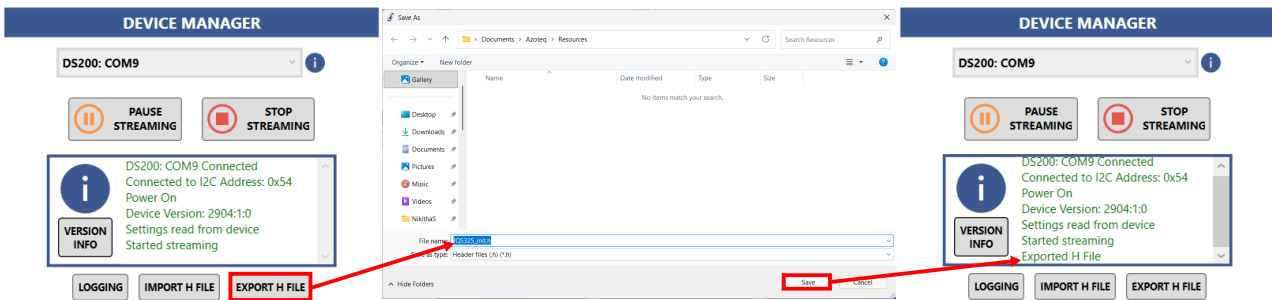 DEVICE MANAGER
DS200: COM9
PAUSE
STREAMING
STOP
STREAMING
DS200: COM9 Connected
Connected to I2C Address: 0x54
Power On
Device Version: 2904:1:0
Settings read from device
Started streaming
VERSION
INFO
LOGGING
IMPORT H FILE
EXPORT H FILE
Save As
Documents > Azoteq > Resources
Search Resources
Organize
New folder
Name
Date modified
Type
Size
Gallery
No items match your search.
Desktop
Downloads
Documents
Pictures
Music
Videos
NikithaS
File name:
IQS325_init.h
Save as type: Header files (.h) (*.h)
Hide Folders
Save
Cancel
DEVICE MANAGER
DS200: COM9
PAUSE
STREAMING
STOP
STREAMING
DS200: COM9 Connected
Connected to I2C Address: 0x54
Power On
Device Version: 2904:1:0
Settings read from device
Started streaming
Exported H File
VERSION
INFO
LOGGING
IMPORT H FILE
EXPORT H FILE